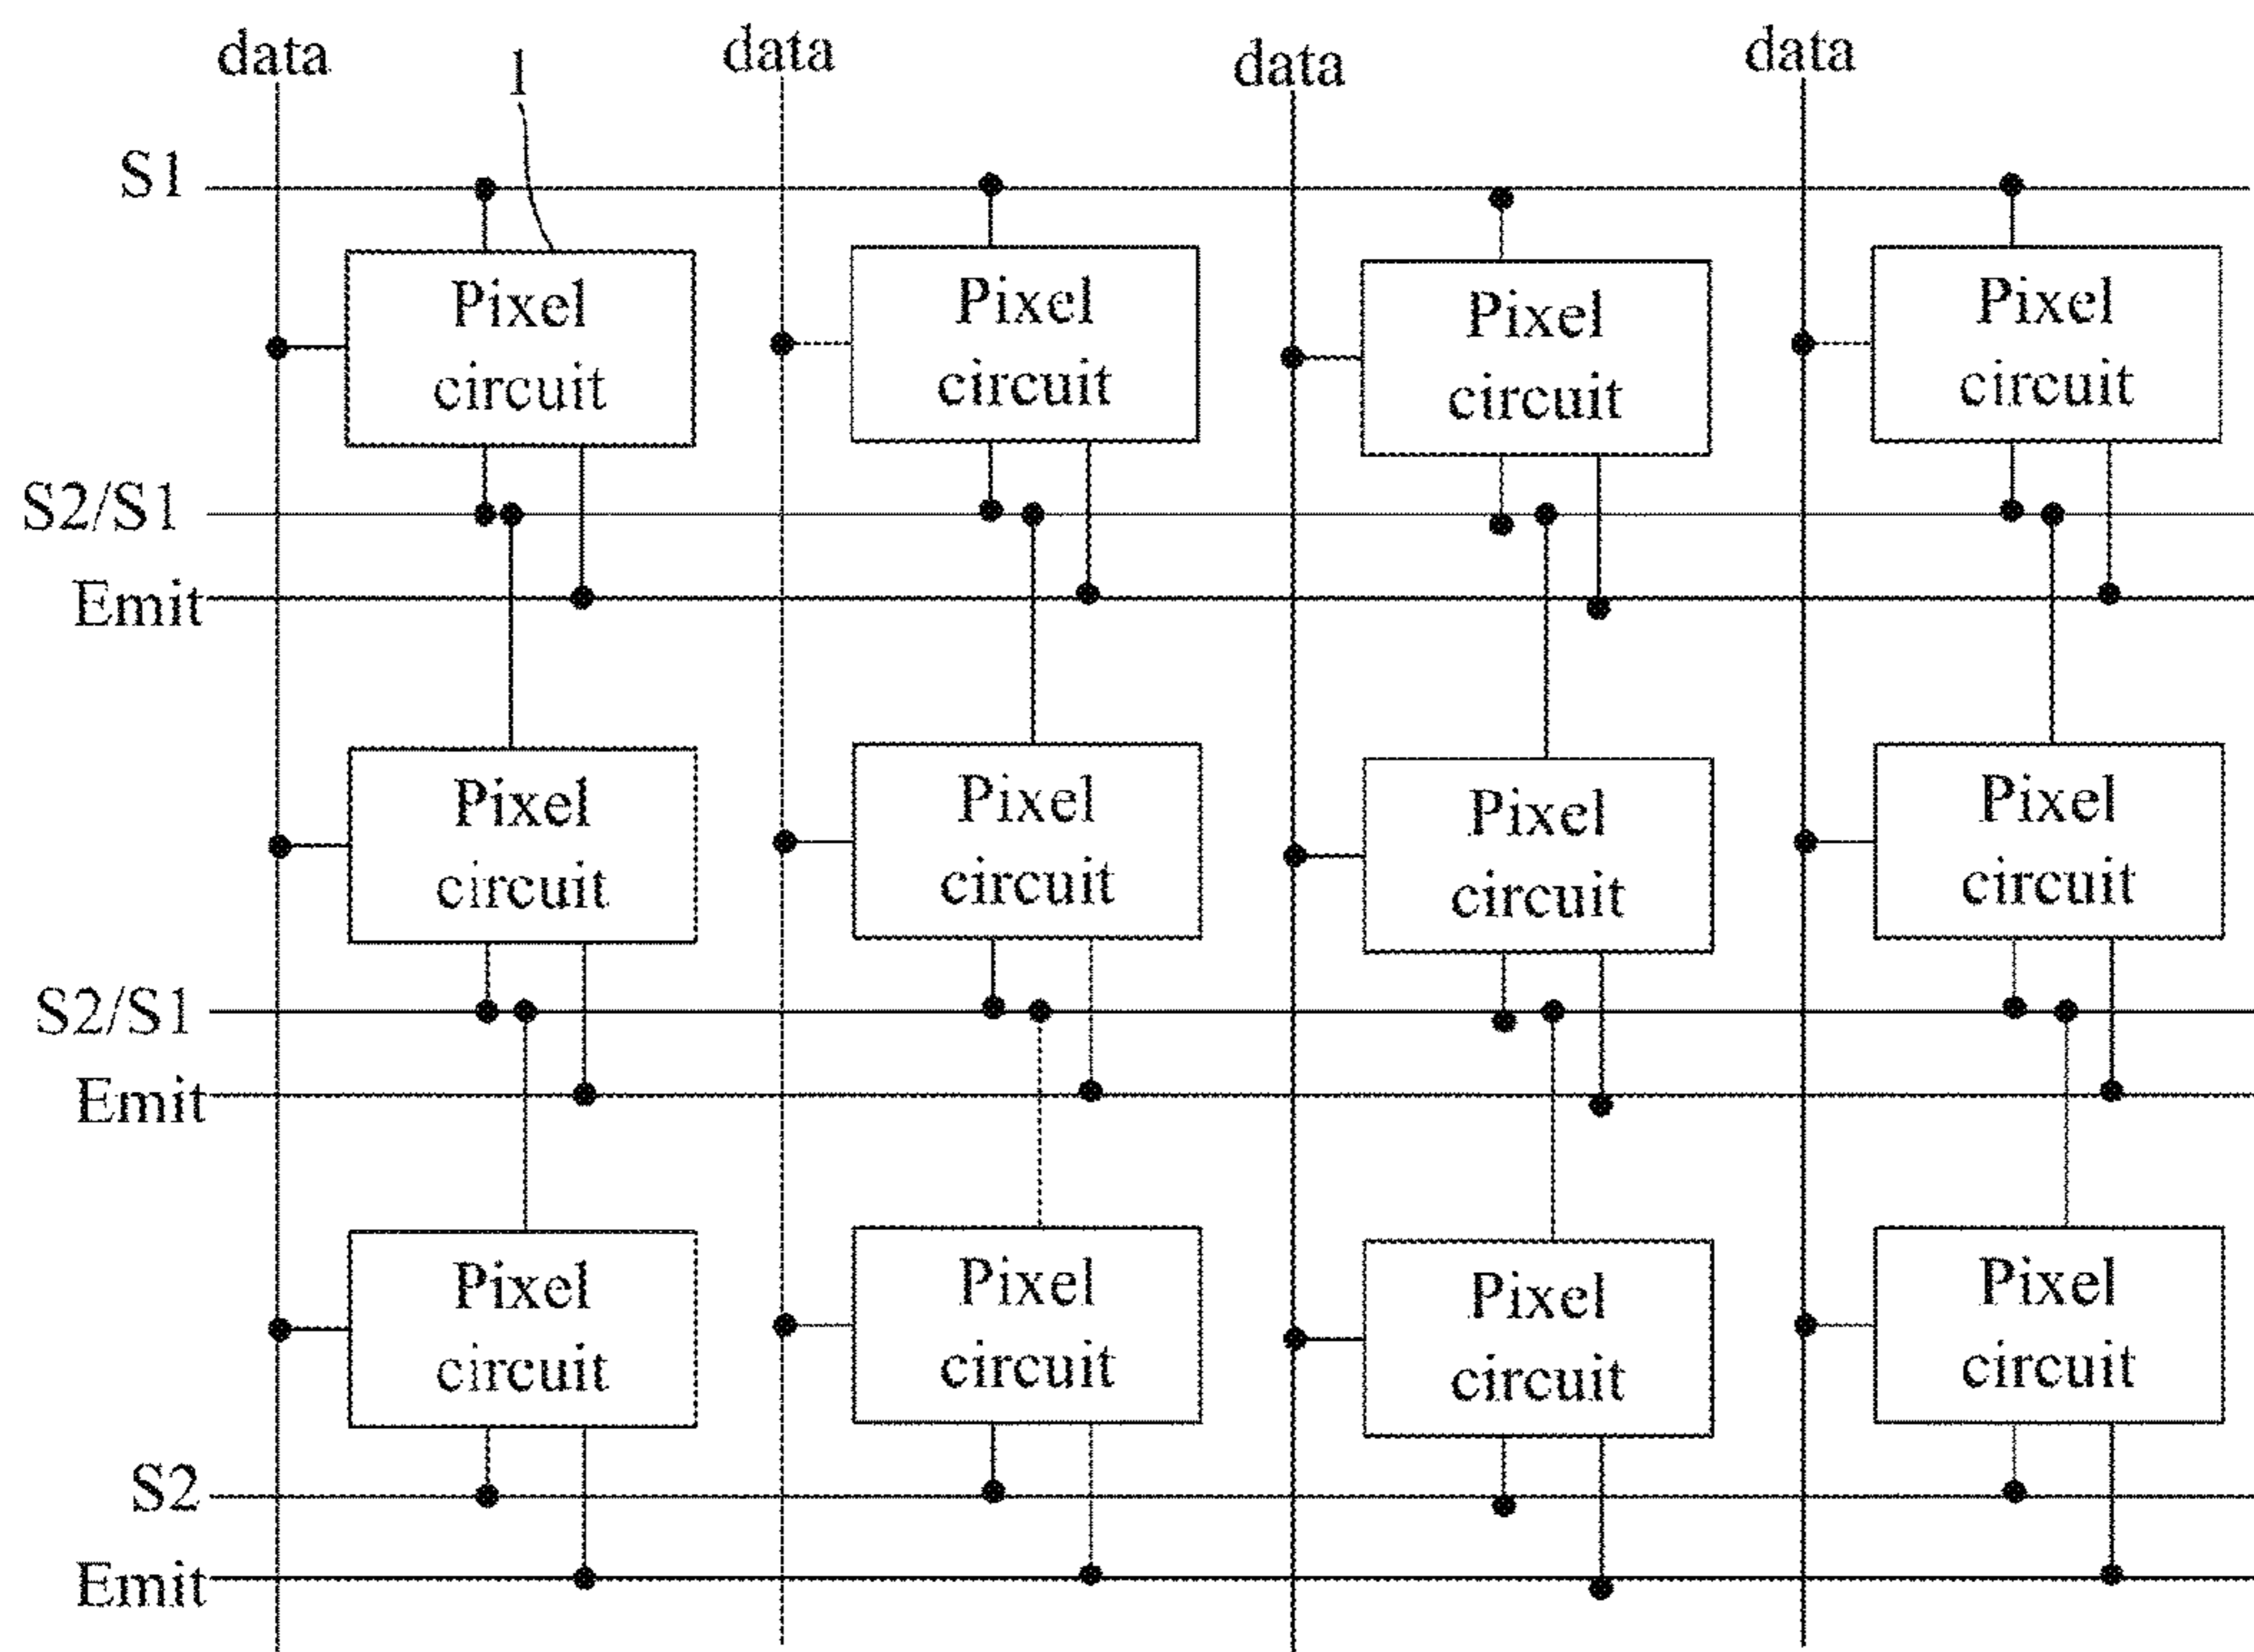 data 1 data data data
S1
Pixel Pixel Pixel Pixel
circuit circuit circuit circuit
S2/S1
Emit
Pixel Pixel Pixel Pixel
circuit circuit circuit circuit
S2/S1
Emit
Pixel Pixel Pixel Pixel
circuit circuit circuit circuit
S2
Emit